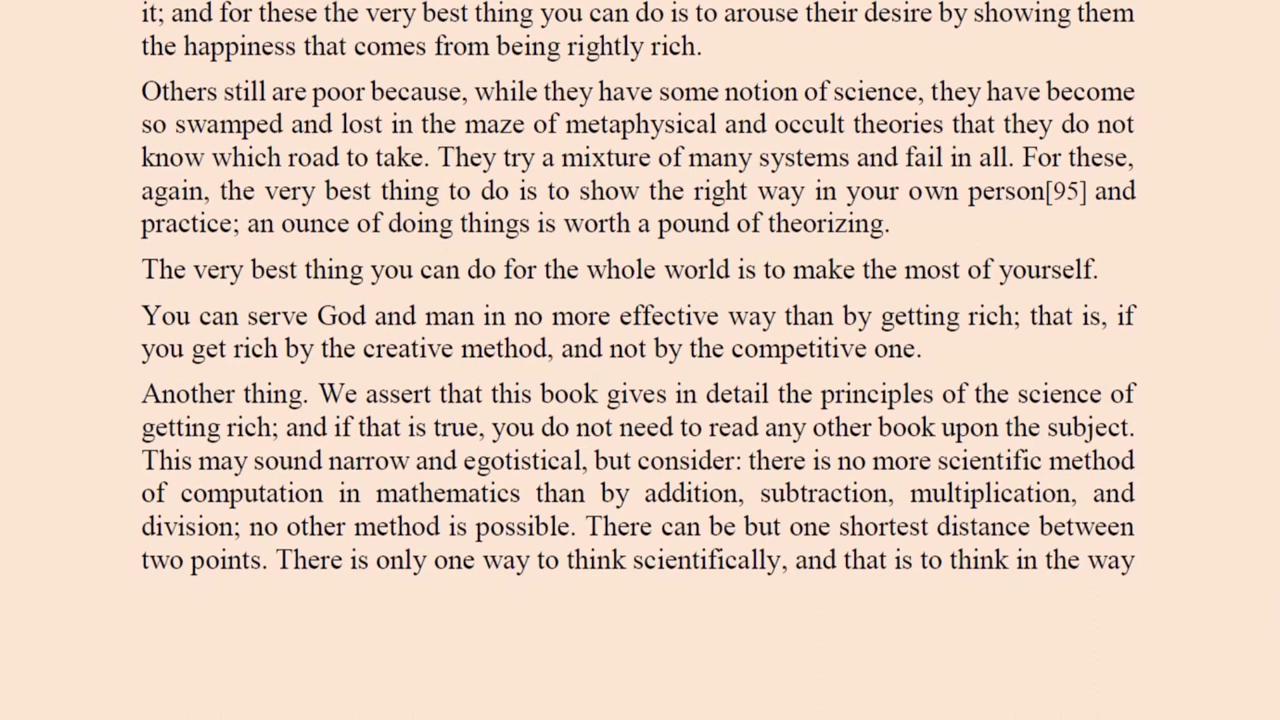 it; and for these the very best thing you can do is to arouse their desire by showing them
the happiness that comes from being rightly rich.
Others still are poor because, while they have some notion of science, they have become
so swamped and lost in the maze of metaphysical and occult theories that they do not
know which road to take. They try a mixture of many systems and fail in all. For these,
again, the very best thing to do is to show the right way in your own person[95] and
practice; an ounce of doing things is worth a pound of theorizing.
The very best thing you can do for the whole world is to make the most of yourself.
You can serve God and man in no more effective way than by getting rich; that is, if
you get rich by the creative method, and not by the competitive one.
Another thing. We assert that this book gives in detail the principles of the science of
getting rich; and if that is true, you do not need to read any other book upon the subject.
This may sound narrow and egotistical, but consider: there is no more scientific method
of computation in mathematics than by addition, subtraction, multiplication, and
division; no other method is possible. There can be but one shortest distance between
two points. There is only one way to think scientifically, and that is to think in the way